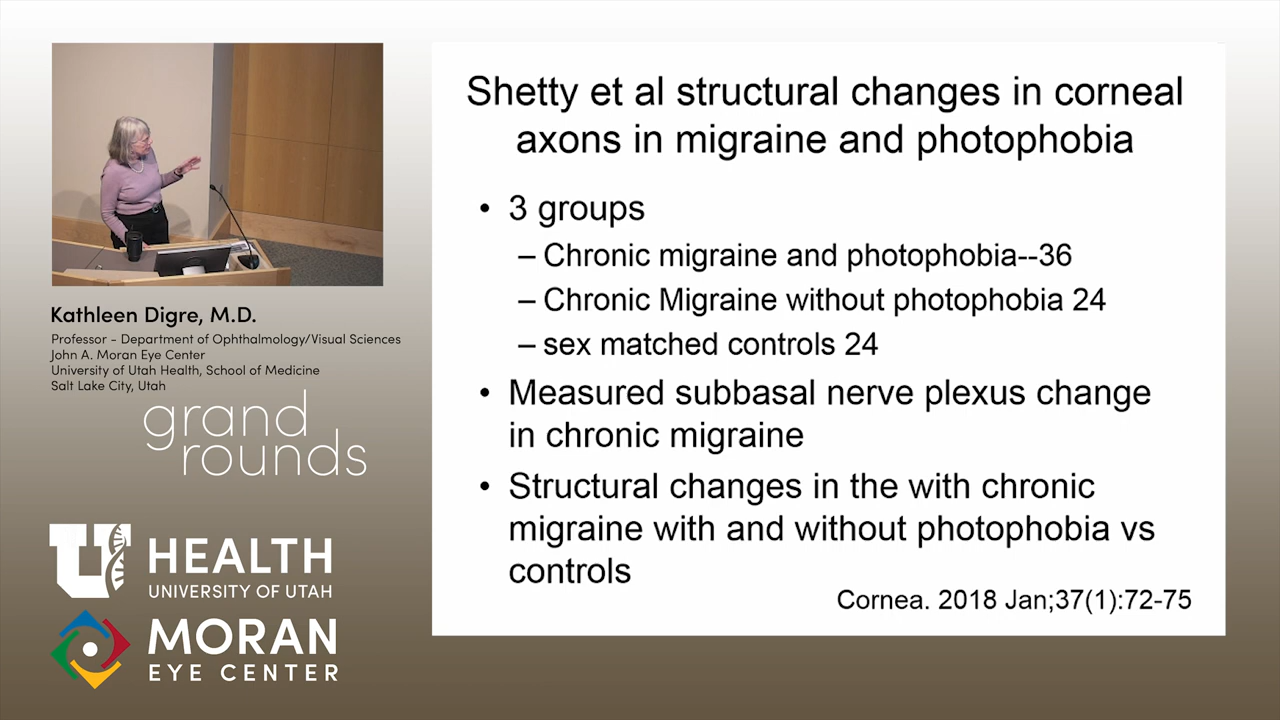 Shetty et al structural changes in corneal
axons in migraine and photophobia
• 3 groups
– Chronic migraine and photophobia--36
– Chronic Migraine without photophobia 24
– sex matched controls 24
• Measured subbasal nerve plexus change
in chronic migraine
• Structural changes in the with chronic
migraine with and without photophobia vs
controls
Cornea. 2018 Jan;37(1):72-75
Kathleen Digre, M.D.
Professor - Department of Ophthalmology/Visual Sciences
John A. Moran Eye Center
University of Utah Health, School of Medicine
Salt Lake City, Utah
grand
rounds
U HEALTH
UNIVERSITY OF UTAH
MORAN
EYE CENTER